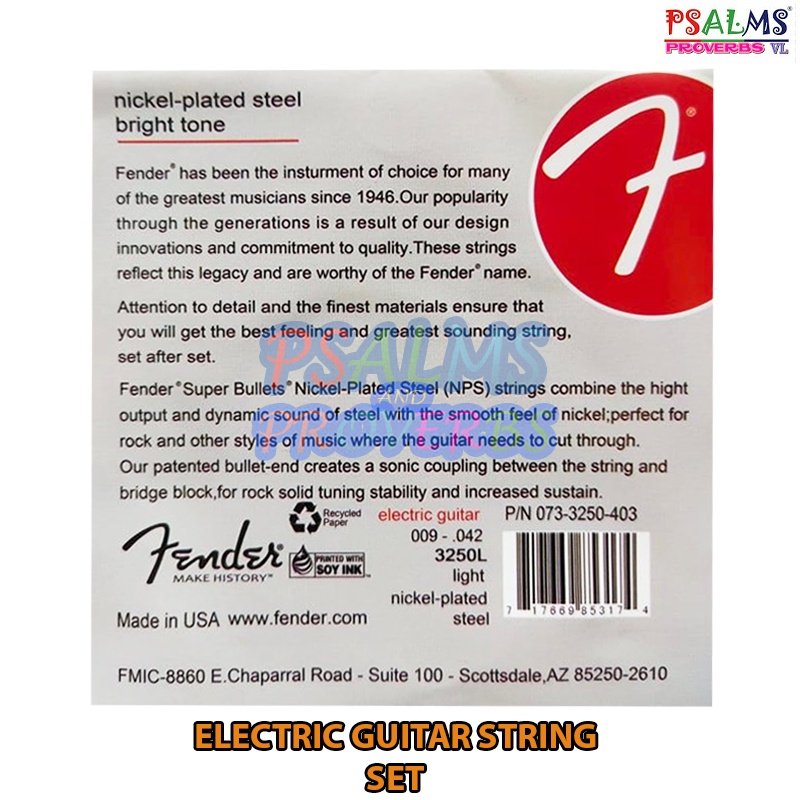 PSALMS®
PROVERBS VL
nickel-plated steel
bright tone
F®
Fender® has been the insturment of choice for many
of the greatest musicians since 1946.Our popularity
through the generations is a result of our design
innovations and commitment to quality.These strings
reflect this legacy and are worthy of the Fender® name.
Attention to detail and the finest materials ensure that
you will get the best feeling and greatest sounding string,
set after set.
PSALMS
AND
PROVERBS
Fender® Super Bullets® Nickel-Plated Steel (NPS) strings combine the hight
output and dynamic sound of steel with the smooth feel of nickel;perfect for
rock and other styles of music where the guitar needs to cut through.
Our patented bullet-end creates a sonic coupling between the string and
bridge block,for rock solid tuning stability and increased sustain.
Recycled
Paper
electric guitar
P/N 073-3250-403
009 - .042
3250L
light
nickel-plated
steel
Fender®
MAKE HISTORY™
PRINTED WITH
SOY INK™
7 17669 85317 4
Made in USA www.fender.com
FMIC-8860 E.Chaparral Road - Suite 100 - Scottsdale,AZ 85250-2610
ELECTRIC GUITAR STRING
SET